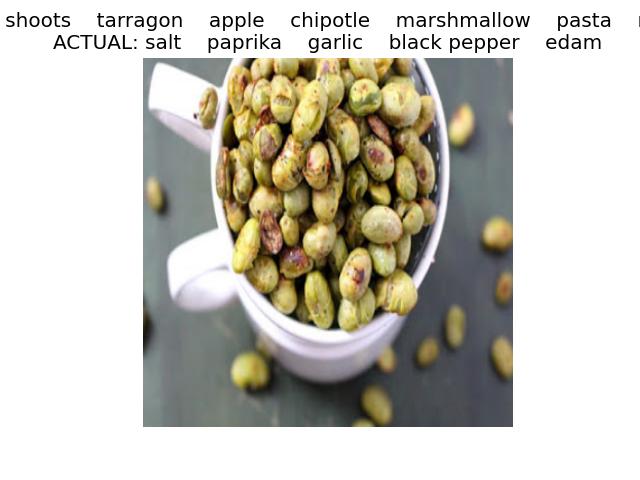 shoots tarragon apple chipotle marshmallow pasta
ACTUAL: salt paprika garlic black pepper edam